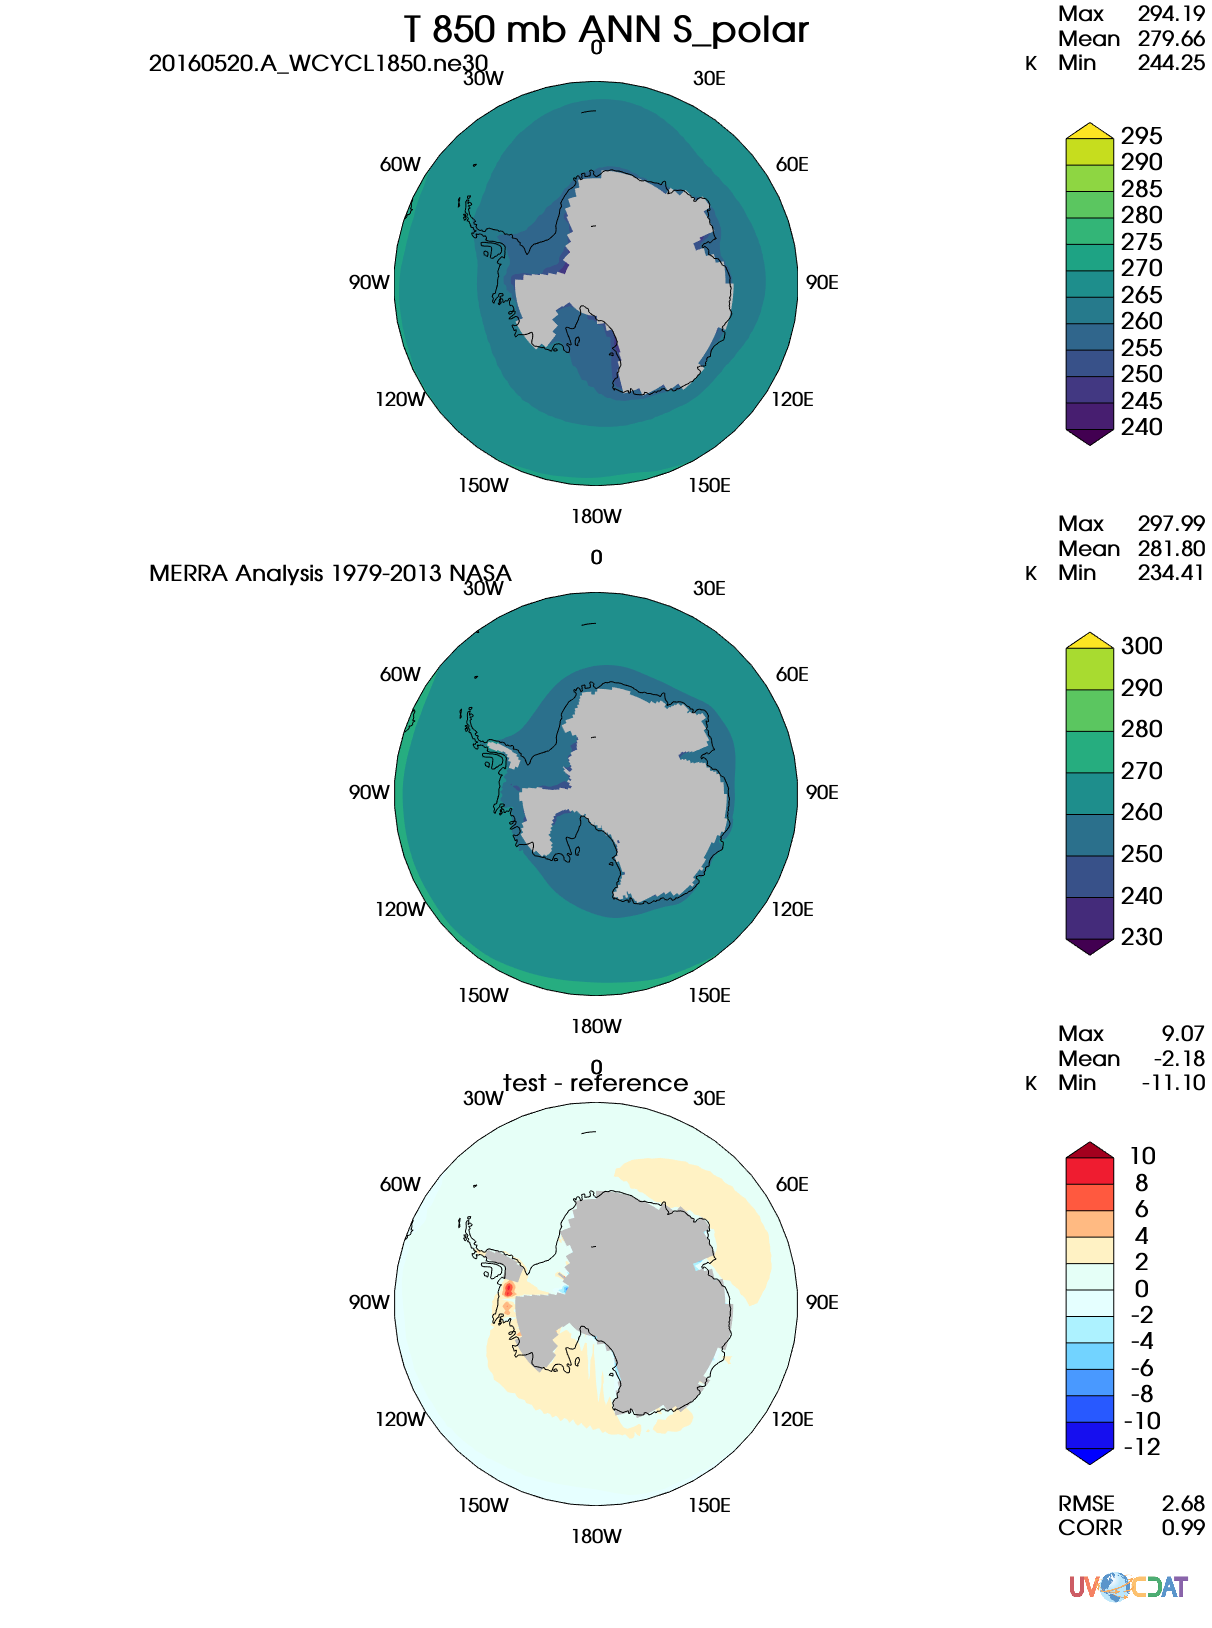 T 850 mb ANN S_polar
20160520.A_WCYCL1850.ne30
K
Max 294.19
Mean 279.66
Min 244.25
0
30W 30E
60W 60E
90W 90E
120W 120E
150W 150E
180W
295
290
285
280
275
270
265
260
255
250
245
240
MERRA Analysis 1979-2013 NASA
K
Max 297.99
Mean 281.80
Min 234.41
0
30W 30E
60W 60E
90W 90E
120W 120E
150W 150E
180W
300
290
280
270
260
250
240
230
test - reference
K
Max 9.07
Mean -2.18
Min -11.10
0
30W 30E
60W 60E
90W 90E
120W 120E
150W 150E
180W
10
8
6
4
2
0
-2
-4
-6
-8
-10
-12
RMSE 2.68
CORR 0.99
UV CDAT